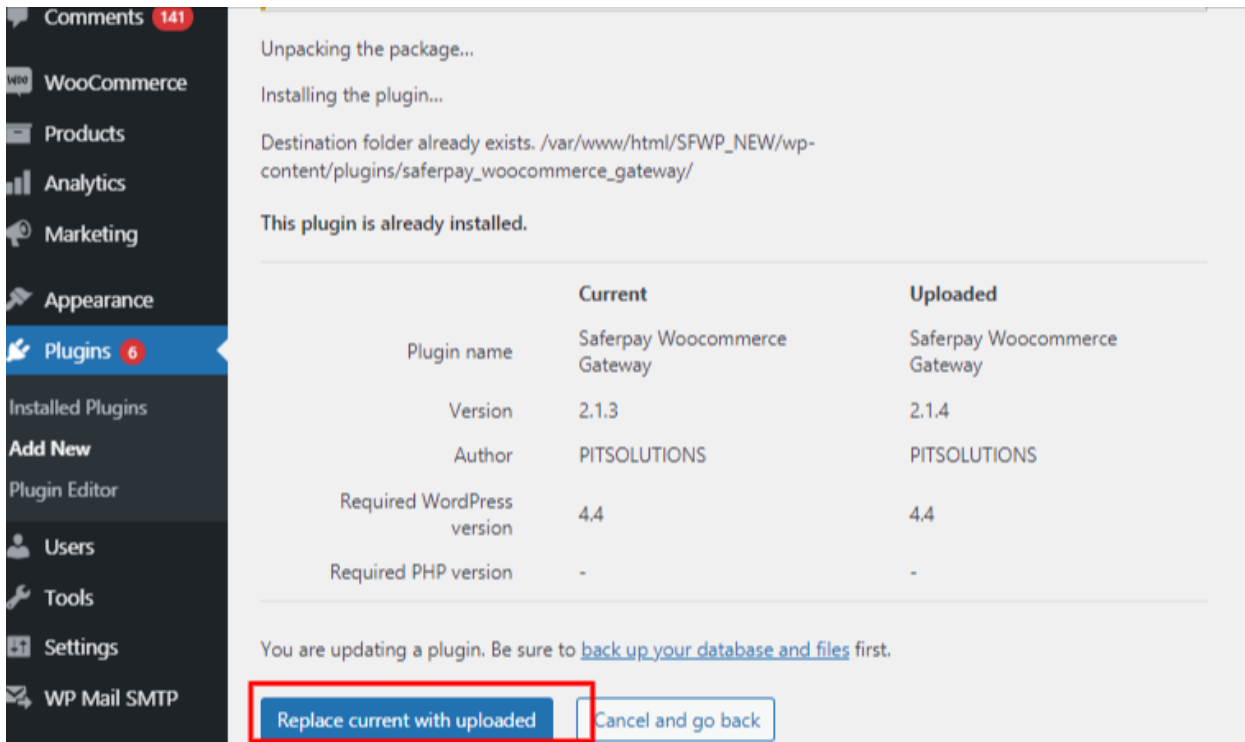 Comments 141
WOO WooCommerce
Products
Analytics
Marketing
Appearance
Plugins 6
Installed Plugins
Add New
Plugin Editor
Users
Tools
Settings
WP Mail SMTP
Unpacking the package...
Installing the plugin...
Destination folder already exists. /var/www/html/SFWP_NEW/wp-
content/plugins/saferpay_woocommerce_gateway/
This plugin is already installed.
Current Uploaded
Plugin name Saferpay Woocommerce Saferpay Woocommerce
Gateway Gateway
Version 2.1.3 2.1.4
Author PITSOLUTIONS PITSOLUTIONS
Required WordPress
version 4.4 4.4
Required PHP version - -
You are updating a plugin. Be sure to back up your database and files first.
Replace current with uploaded Cancel and go back